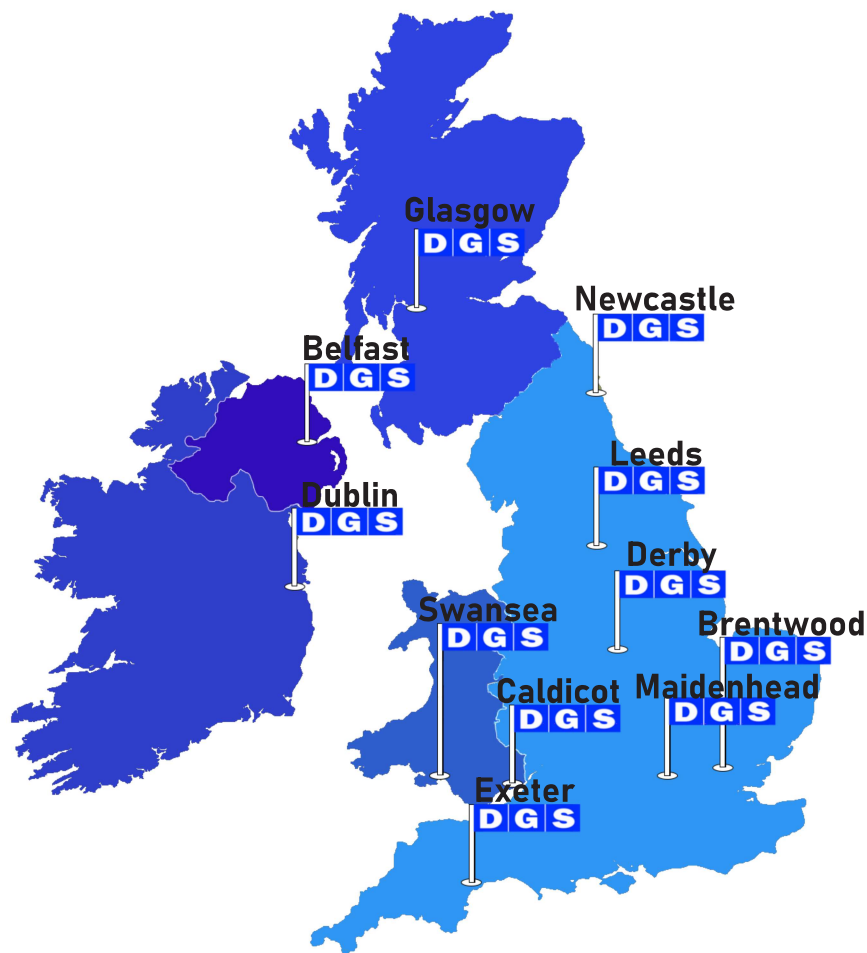 Glasgow
DGS
Newcastle
DGS
Belfast
DGS
Leeds
DGS
Dublin
DGS
Derby
DGS
Swansea
DGS
Brentwood
DGS
Caldicot
DGS
Maidenhead
DGS
Exeter
DGS